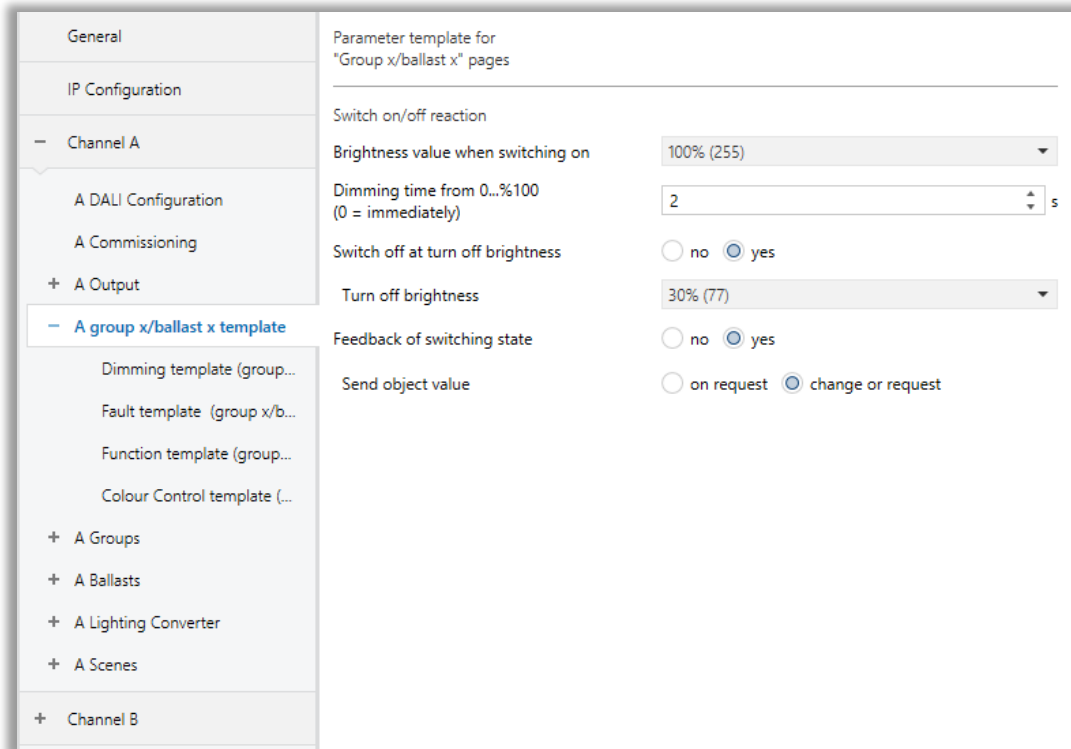 General
IP Configuration
− Channel A
A DALI Configuration
A Commissioning
+ A Output
− A group x/ballast x template
Dimming template (group...
Fault template (group x/b...
Function template (group...
Colour Control template (...
+ A Groups
+ A Ballasts
+ A Lighting Converter
+ A Scenes
+ Channel B
Parameter template for
"Group x/ballast x" pages
Switch on/off reaction
Brightness value when switching on 100% (255)
Dimming time from 0...%100
(0 = immediately) 2 s
Switch off at turn off brightness no yes
Turn off brightness 30% (77)
Feedback of switching state no yes
Send object value on request change or request